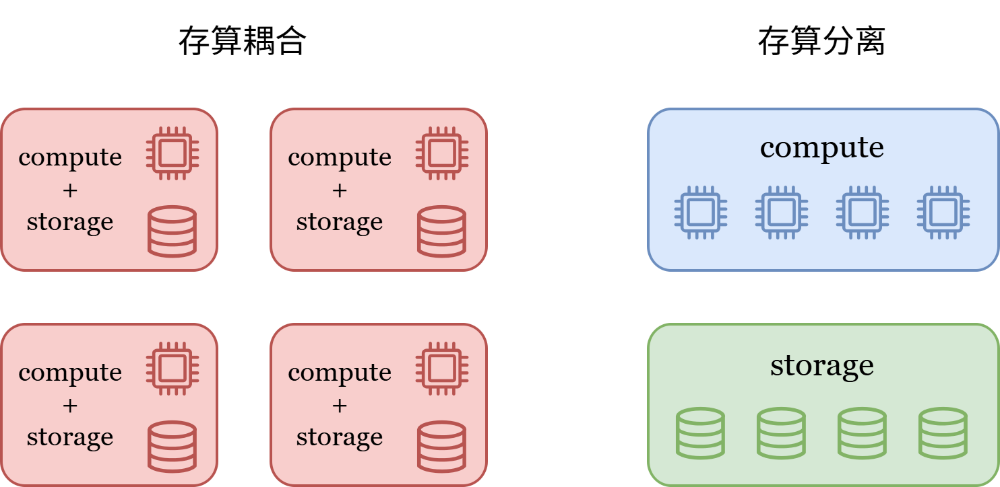 存算耦合
存算分离
compute
+
storage
compute
+
storage
compute
+
storage
compute
+
storage
compute
storage